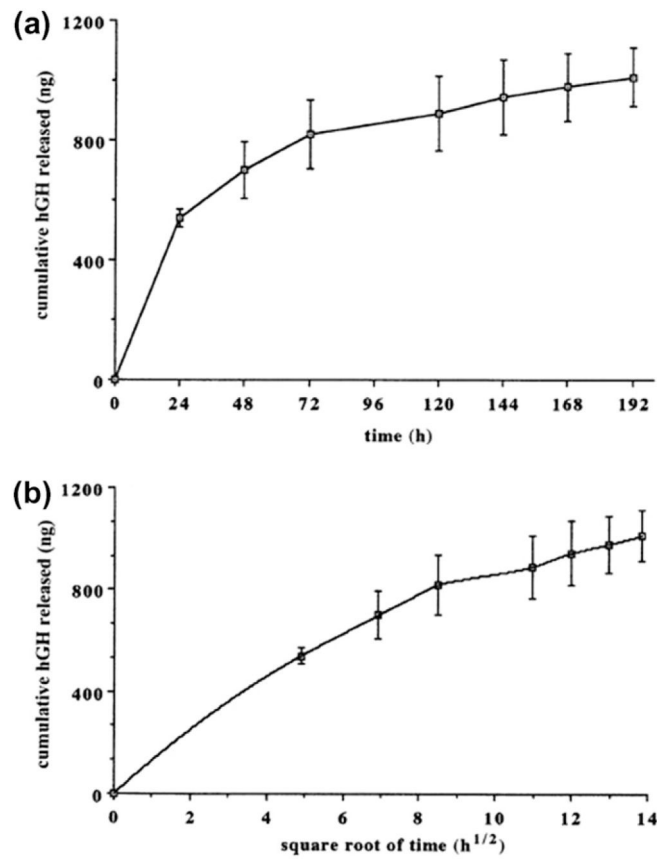 (a)
1200
800
400
0
cumulative hGH released (ng)
0 24 48 72 96 120 144 168 192
time (h)
(b)
1200
800
400
0
cumulative hGH released (ng)
0 2 4 6 8 10 12 14
square root of time (h1/2)